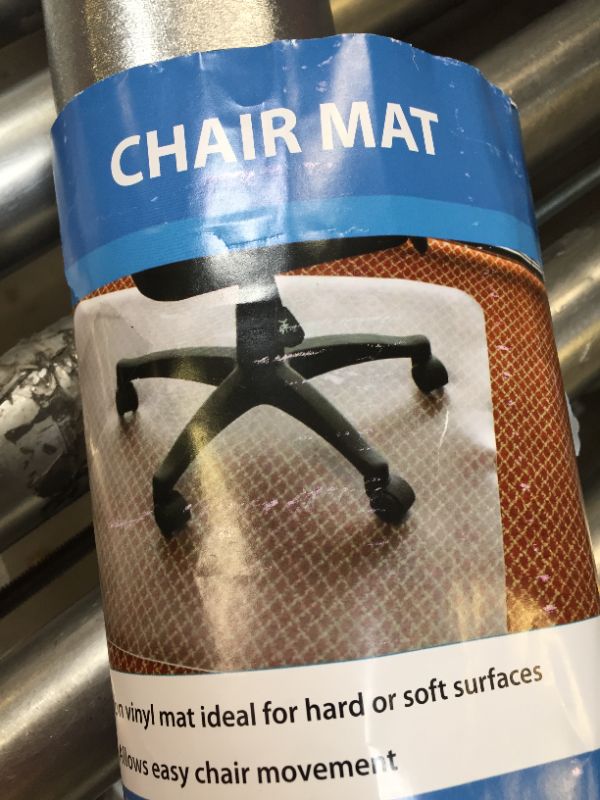 CHAIR MAT
vinyl mat ideal for hard or soft surfaces
Allows easy chair movement